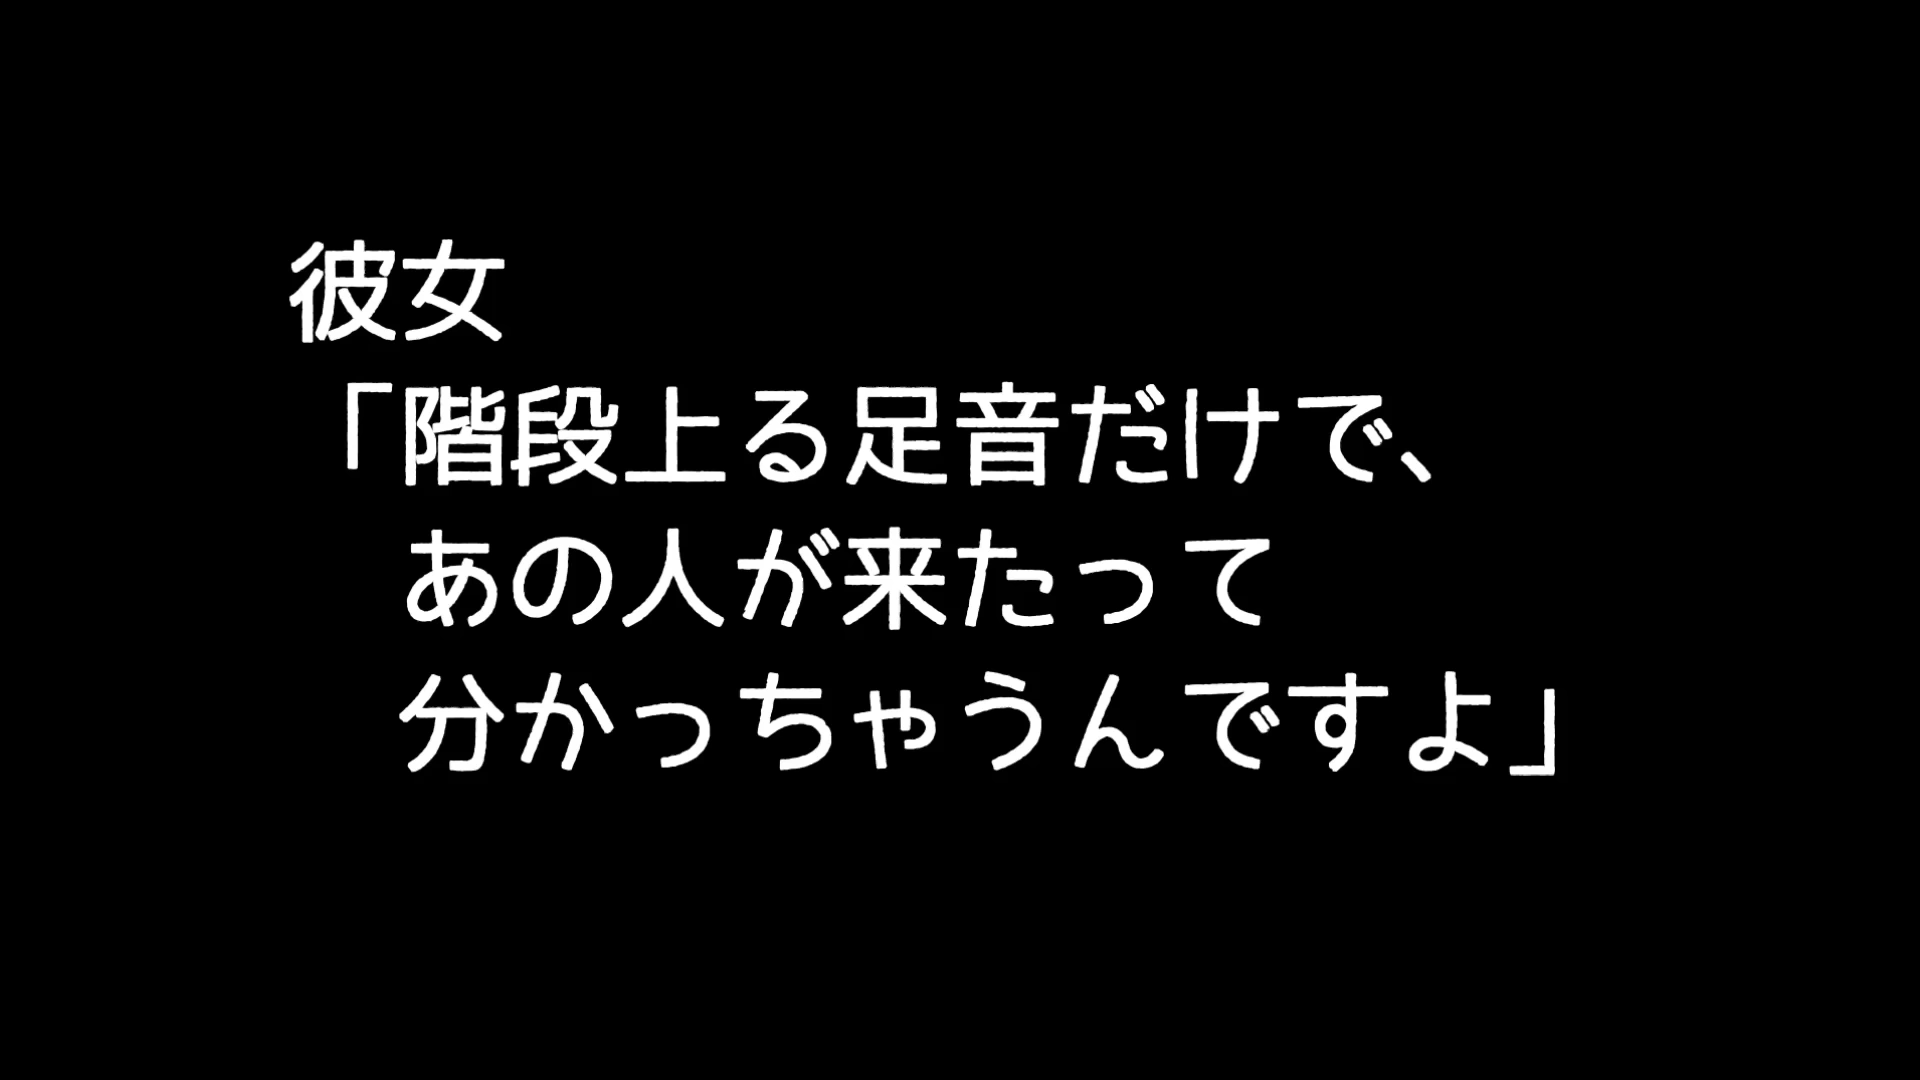 彼女
「階段上る足音だけで、
あの人が来たって
分かっちゃうんですよ」